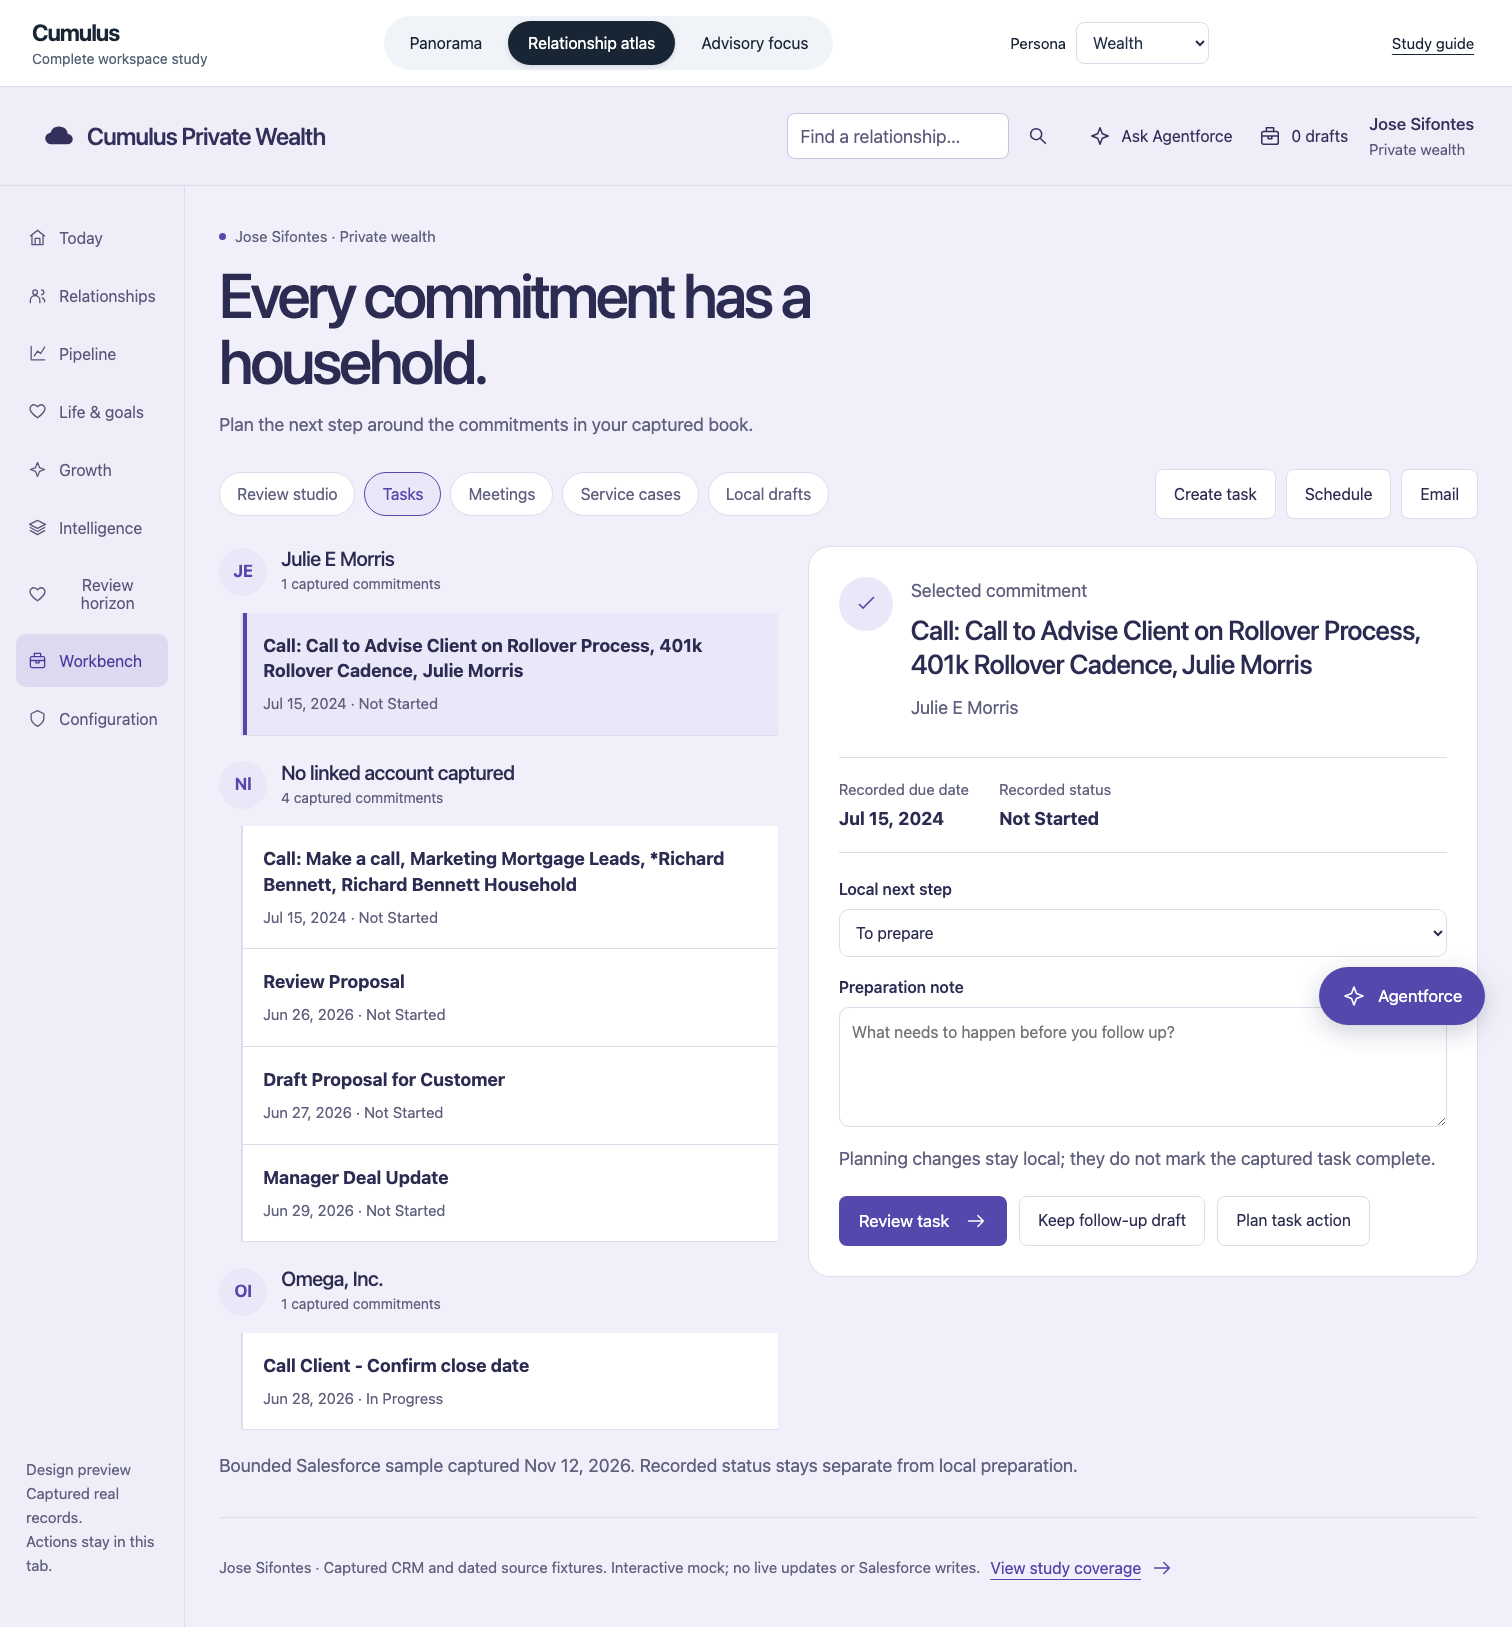 Cumulus
Complete workspace study
Panorama
Relationship atlas
Advisory focus
Persona
Wealth
Study guide
Cumulus Private Wealth
Find a relationship...
Ask Agentforce
0 drafts
Jose Sifontes
Private wealth
Today
Relationships
Pipeline
Life & goals
Growth
Intelligence
Review
horizon
Workbench
Configuration
Design preview
Captured real
records.
Actions stay in this
tab.
Jose Sifontes · Private wealth
Every commitment has a
household.
Plan the next step around the commitments in your captured book.
Review studio
Tasks
Meetings
Service cases
Local drafts
Create task
Schedule
Email
JE
Julie E Morris
1 captured commitments
Call: Call to Advise Client on Rollover Process, 401k
Rollover Cadence, Julie Morris
Jul 15, 2024 · Not Started
NI
No linked account captured
4 captured commitments
Call: Make a call, Marketing Mortgage Leads, *Richard
Bennett, Richard Bennett Household
Jul 15, 2024 · Not Started
Review Proposal
Jun 26, 2026 · Not Started
Draft Proposal for Customer
Jun 27, 2026 · Not Started
Manager Deal Update
Jun 29, 2026 · Not Started
OI
Omega, Inc.
1 captured commitments
Call Client - Confirm close date
Jun 28, 2026 · In Progress
Selected commitment
Call: Call to Advise Client on Rollover Process,
401k Rollover Cadence, Julie Morris
Julie E Morris
Recorded due date
Jul 15, 2024
Recorded status
Not Started
Local next step
To prepare
Preparation note
What needs to happen before you follow up?
Agentforce
Planning changes stay local; they do not mark the captured task complete.
Review task
Keep follow-up draft
Plan task action
Bounded Salesforce sample captured Nov 12, 2026. Recorded status stays separate from local preparation.
Jose Sifontes · Captured CRM and dated source fixtures. Interactive mock; no live updates or Salesforce writes. View study coverage